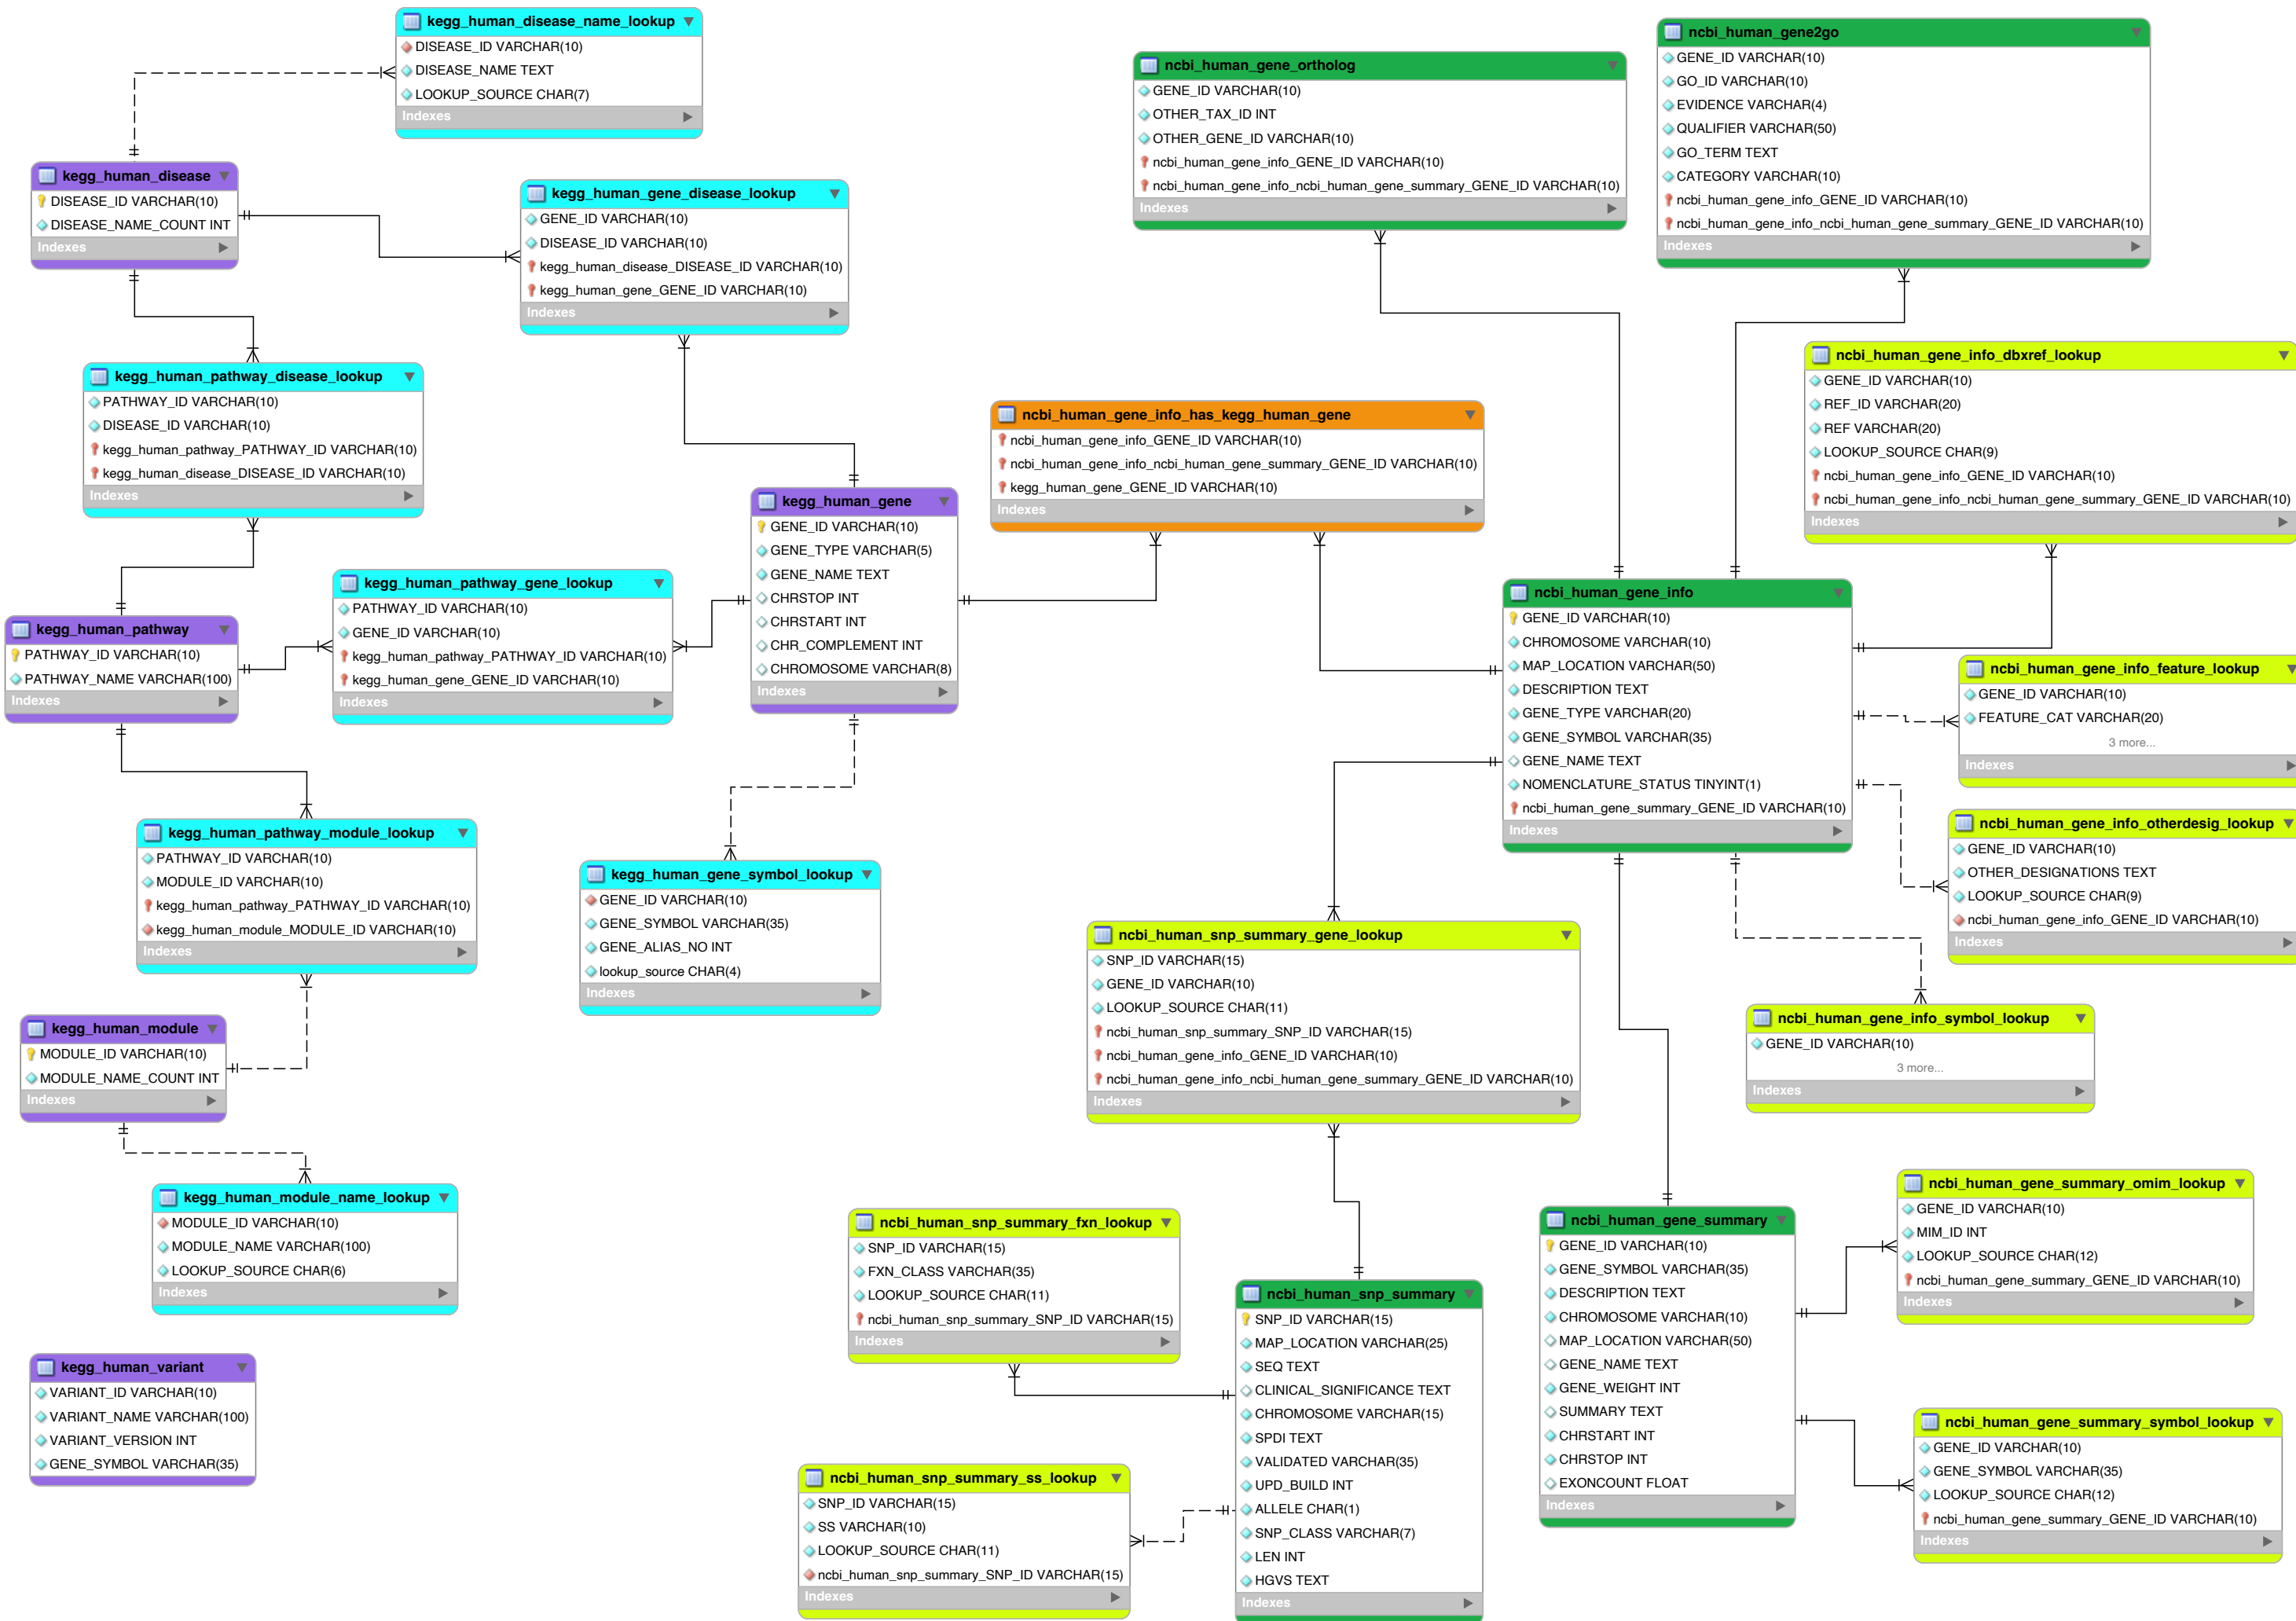 kegg_human_disease_name_lookup
DISEASE_ID VARCHAR(10)
DISEASE_NAME TEXT
LOOKUP_SOURCE CHAR(7)
Indexes
kegg_human_disease
DISEASE_ID VARCHAR(10)
DISEASE_NAME_COUNT INT
Indexes
kegg_human_gene_disease_lookup
GENE_ID VARCHAR(10)
DISEASE_ID VARCHAR(10)
kegg_human_disease_DISEASE_ID VARCHAR(10)
kegg_human_gene_GENE_ID VARCHAR(10)
Indexes
ncbi_human_gene_ortholog
GENE_ID VARCHAR(10)
OTHER_TAX_ID INT
OTHER_GENE_ID VARCHAR(10)
ncbi_human_gene_info_GENE_ID VARCHAR(10)
ncbi_human_gene_info_ncbi_human_gene_summary_GENE_ID VARCHAR(10)
Indexes
ncbi_human_gene2go
GENE_ID VARCHAR(10)
GO_ID VARCHAR(10)
EVIDENCE VARCHAR(4)
QUALIFIER VARCHAR(50)
GO_TERM TEXT
CATEGORY VARCHAR(10)
ncbi_human_gene_info_GENE_ID VARCHAR(10)
ncbi_human_gene_info_ncbi_human_gene_summary_GENE_ID VARCHAR(10)
Indexes
kegg_human_pathway_disease_lookup
PATHWAY_ID VARCHAR(10)
DISEASE_ID VARCHAR(10)
kegg_human_pathway_PATHWAY_ID VARCHAR(10)
kegg_human_disease_DISEASE_ID VARCHAR(10)
Indexes
ncbi_human_gene_info_has_kegg_human_gene
ncbi_human_gene_info_GENE_ID VARCHAR(10)
ncbi_human_gene_info_ncbi_human_gene_summary_GENE_ID VARCHAR(10)
kegg_human_gene_GENE_ID VARCHAR(10)
Indexes
ncbi_human_gene_info_dbxref_lookup
GENE_ID VARCHAR(10)
REF_ID VARCHAR(20)
REF VARCHAR(20)
LOOKUP_SOURCE CHAR(9)
ncbi_human_gene_info_GENE_ID VARCHAR(10)
ncbi_human_gene_info_ncbi_human_gene_summary_GENE_ID VARCHAR(10)
Indexes
kegg_human_gene
GENE_ID VARCHAR(10)
GENE_TYPE VARCHAR(5)
GENE_NAME TEXT
CHRSTOP INT
CHRSTART INT
CHR_COMPLEMENT INT
CHROMOSOME VARCHAR(8)
Indexes
kegg_human_pathway
PATHWAY_ID VARCHAR(10)
PATHWAY_NAME VARCHAR(100)
Indexes
kegg_human_pathway_gene_lookup
PATHWAY_ID VARCHAR(10)
GENE_ID VARCHAR(10)
kegg_human_pathway_PATHWAY_ID VARCHAR(10)
kegg_human_gene_GENE_ID VARCHAR(10)
Indexes
ncbi_human_gene_info
GENE_ID VARCHAR(10)
CHROMOSOME VARCHAR(10)
MAP_LOCATION VARCHAR(50)
DESCRIPTION TEXT
GENE_TYPE VARCHAR(20)
GENE_SYMBOL VARCHAR(35)
GENE_NAME TEXT
NOMENCLATURE_STATUS TINYINT(1)
ncbi_human_gene_summary_GENE_ID VARCHAR(10)
Indexes
ncbi_human_gene_info_feature_lookup
GENE_ID VARCHAR(10)
FEATURE_CAT VARCHAR(20)
3 more...
Indexes
ncbi_human_gene_info_otherdesig_lookup
GENE_ID VARCHAR(10)
OTHER_DESIGNATIONS TEXT
LOOKUP_SOURCE CHAR(9)
ncbi_human_gene_info_GENE_ID VARCHAR(10)
Indexes
kegg_human_pathway_module_lookup
PATHWAY_ID VARCHAR(10)
MODULE_ID VARCHAR(10)
kegg_human_pathway_PATHWAY_ID VARCHAR(10)
kegg_human_module_MODULE_ID VARCHAR(10)
Indexes
kegg_human_gene_symbol_lookup
GENE_ID VARCHAR(10)
GENE_SYMBOL VARCHAR(35)
GENE_ALIAS_NO INT
lookup_source CHAR(4)
Indexes
ncbi_human_snp_summary_gene_lookup
SNP_ID VARCHAR(15)
GENE_ID VARCHAR(10)
LOOKUP_SOURCE CHAR(11)
ncbi_human_snp_summary_SNP_ID VARCHAR(15)
ncbi_human_gene_info_GENE_ID VARCHAR(10)
ncbi_human_gene_info_ncbi_human_gene_summary_GENE_ID VARCHAR(10)
Indexes
ncbi_human_gene_info_symbol_lookup
GENE_ID VARCHAR(10)
3 more...
Indexes
kegg_human_module
MODULE_ID VARCHAR(10)
MODULE_NAME_COUNT INT
Indexes
kegg_human_module_name_lookup
MODULE_ID VARCHAR(10)
MODULE_NAME VARCHAR(100)
LOOKUP_SOURCE CHAR(6)
Indexes
ncbi_human_snp_summary_fxn_lookup
SNP_ID VARCHAR(15)
FXN_CLASS VARCHAR(35)
LOOKUP_SOURCE CHAR(11)
ncbi_human_snp_summary_SNP_ID VARCHAR(15)
Indexes
ncbi_human_snp_summary
SNP_ID VARCHAR(15)
MAP_LOCATION VARCHAR(25)
SEQ TEXT
CLINICAL_SIGNIFICANCE TEXT
CHROMOSOME VARCHAR(15)
SPDI TEXT
VALIDATED VARCHAR(35)
UPD_BUILD INT
ALLELE CHAR(1)
SNP_CLASS VARCHAR(7)
LEN INT
HGVS TEXT
Indexes
ncbi_human_gene_summary
GENE_ID VARCHAR(10)
GENE_SYMBOL VARCHAR(35)
DESCRIPTION TEXT
CHROMOSOME VARCHAR(10)
MAP_LOCATION VARCHAR(50)
GENE_NAME TEXT
GENE_WEIGHT INT
SUMMARY TEXT
CHRSTART INT
CHRSTOP INT
EXONCOUNT FLOAT
Indexes
ncbi_human_gene_summary_omim_lookup
GENE_ID VARCHAR(10)
MIM_ID INT
LOOKUP_SOURCE CHAR(12)
ncbi_human_gene_summary_GENE_ID VARCHAR(10)
Indexes
kegg_human_variant
VARIANT_ID VARCHAR(10)
VARIANT_NAME VARCHAR(100)
VARIANT_VERSION INT
GENE_SYMBOL VARCHAR(35)
ncbi_human_snp_summary_ss_lookup
SNP_ID VARCHAR(15)
SS VARCHAR(10)
LOOKUP_SOURCE CHAR(11)
ncbi_human_snp_summary_SNP_ID VARCHAR(15)
Indexes
ncbi_human_gene_summary_symbol_lookup
GENE_ID VARCHAR(10)
GENE_SYMBOL VARCHAR(35)
LOOKUP_SOURCE CHAR(12)
ncbi_human_gene_summary_GENE_ID VARCHAR(10)
Indexes